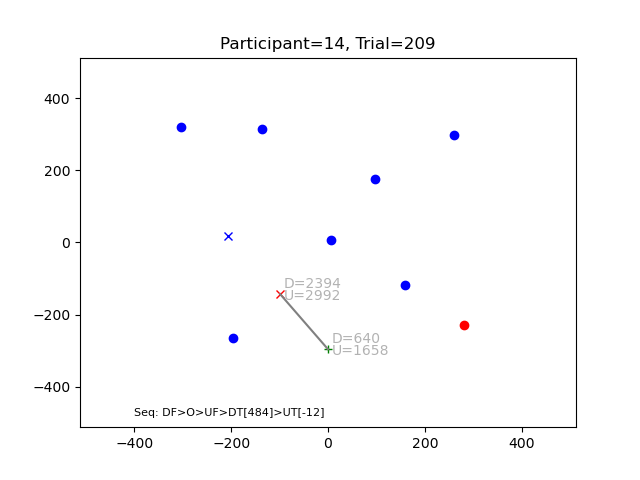 Participant=14, Trial=209
400
200
0
−200
−400
D=2394
U=2992
D=640
U=1658
Seq: DF>O>UF>DT[484]>UT[-12]
−400
−200
0
200
400